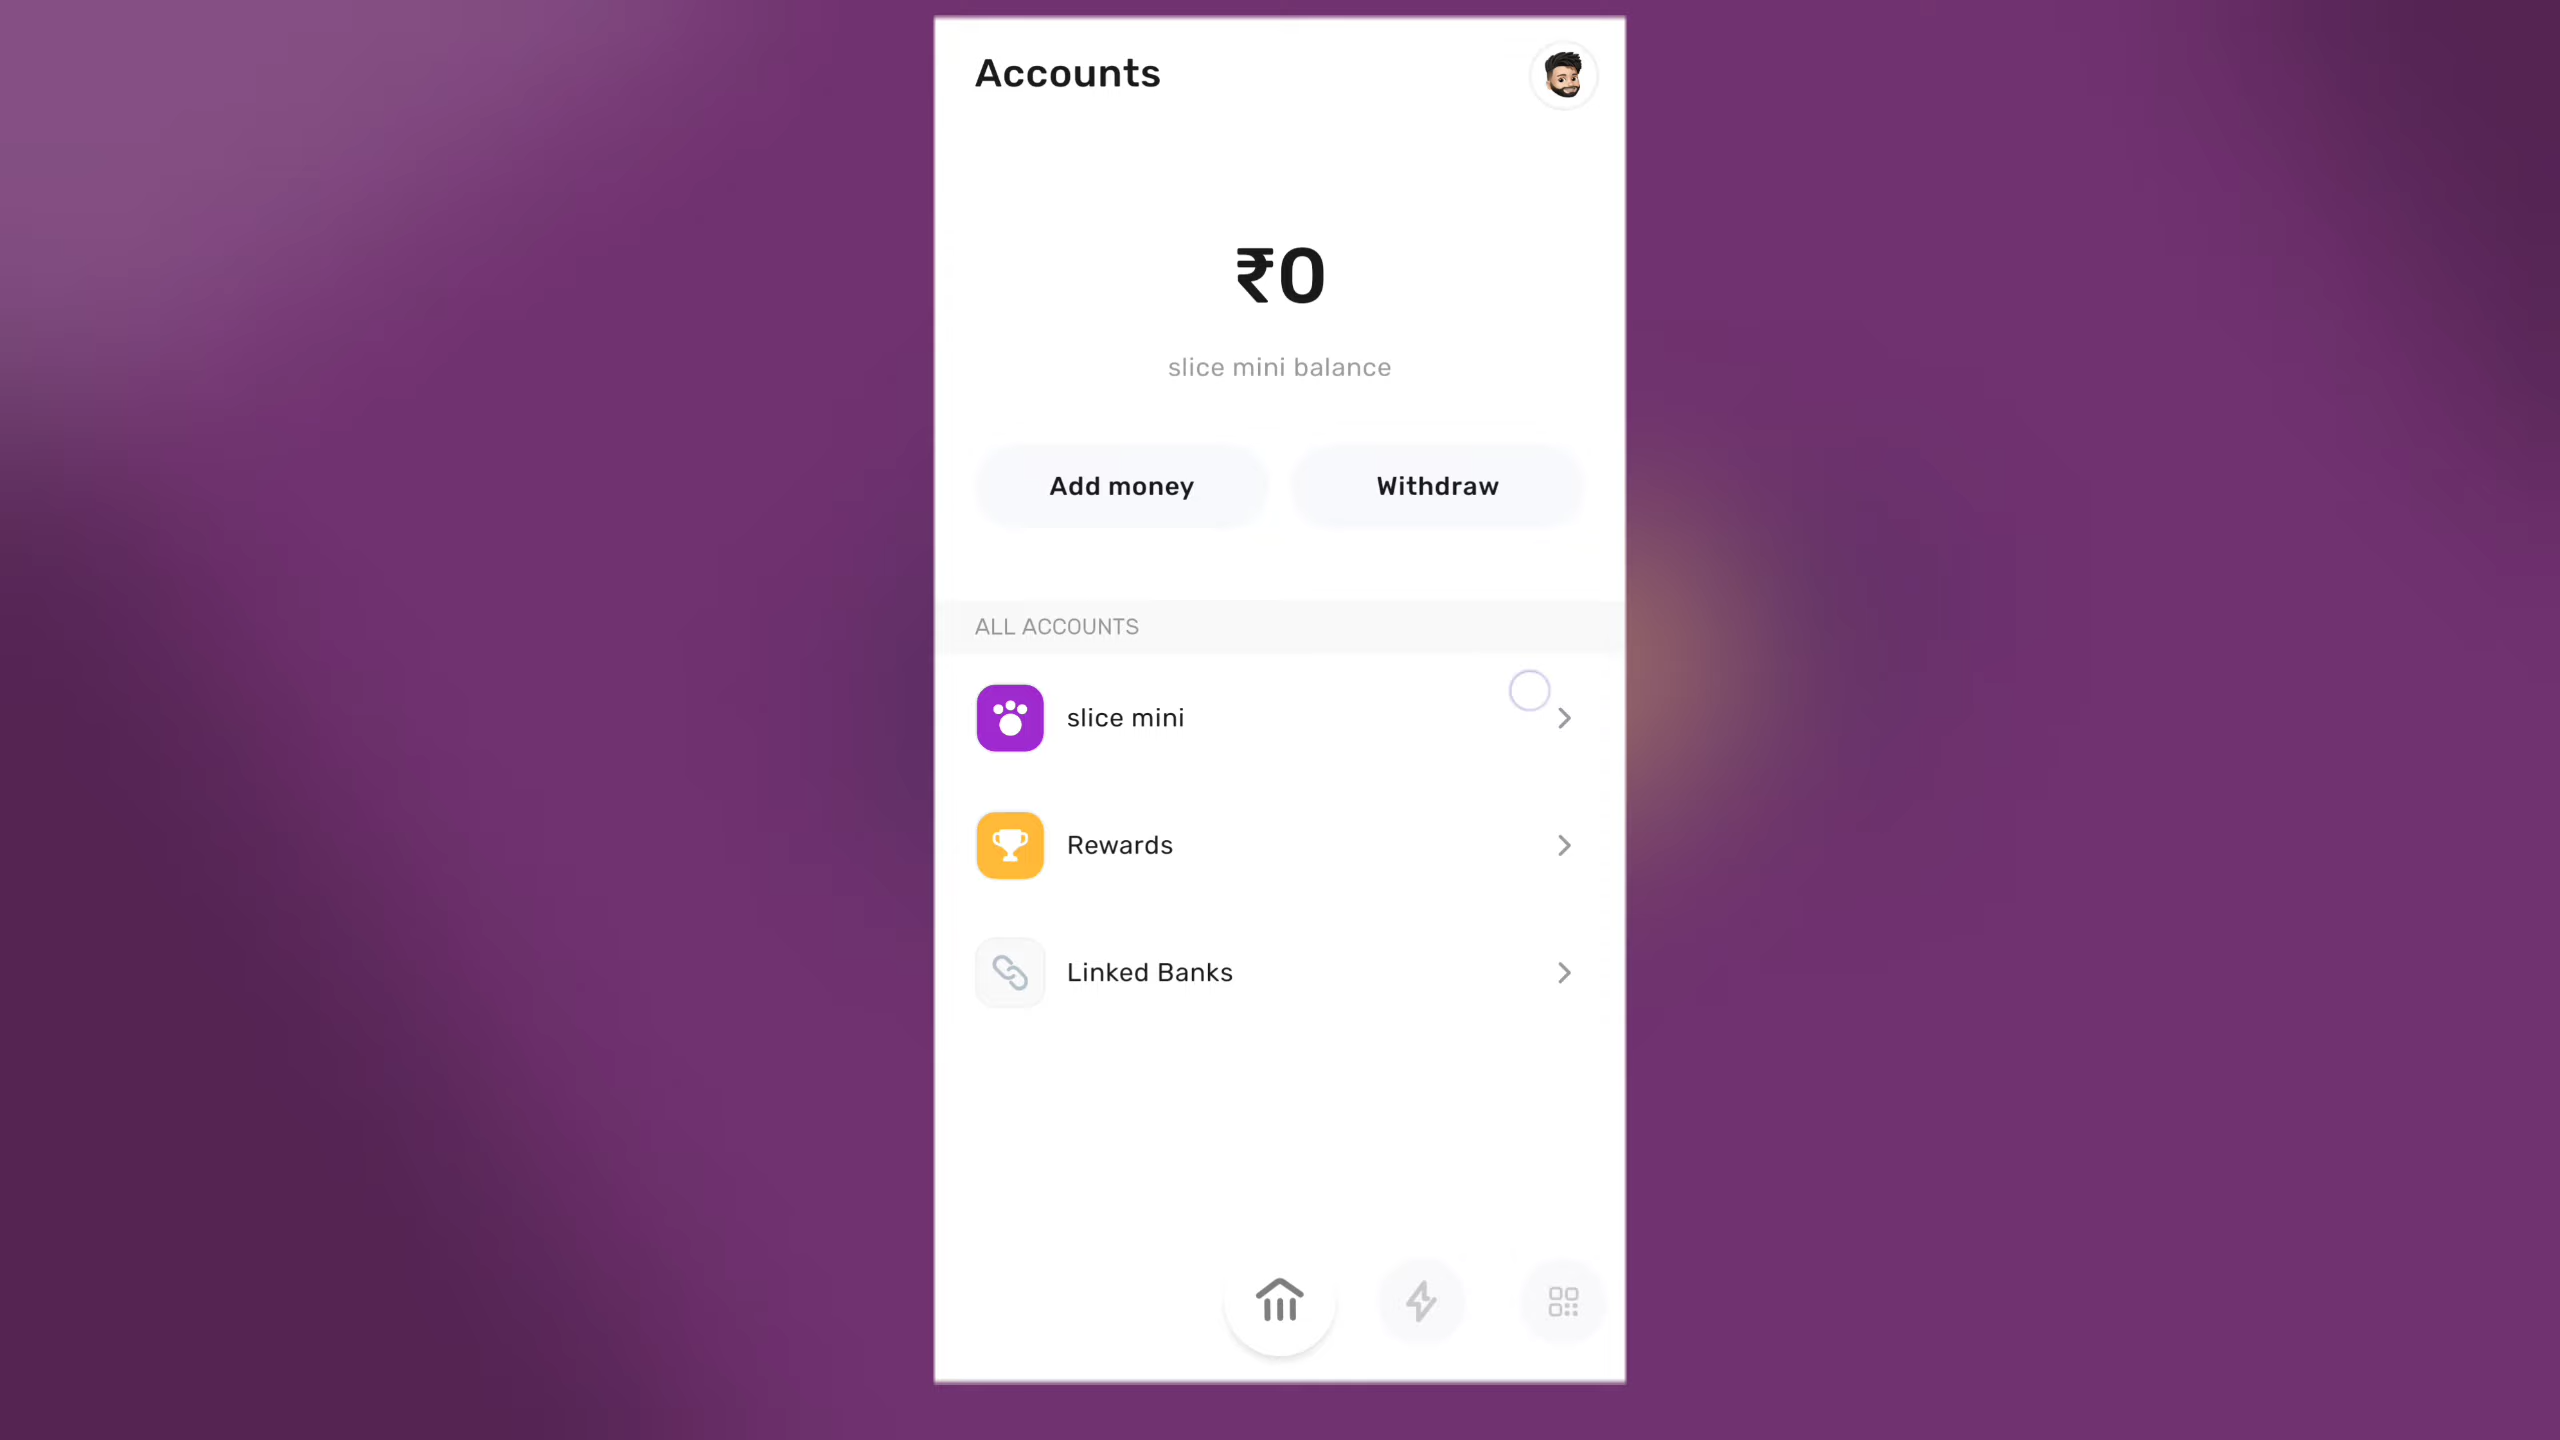 Accounts
₹0
slice mini balance
Add money
Withdraw
ALL ACCOUNTS
slice mini
Rewards
Linked Banks